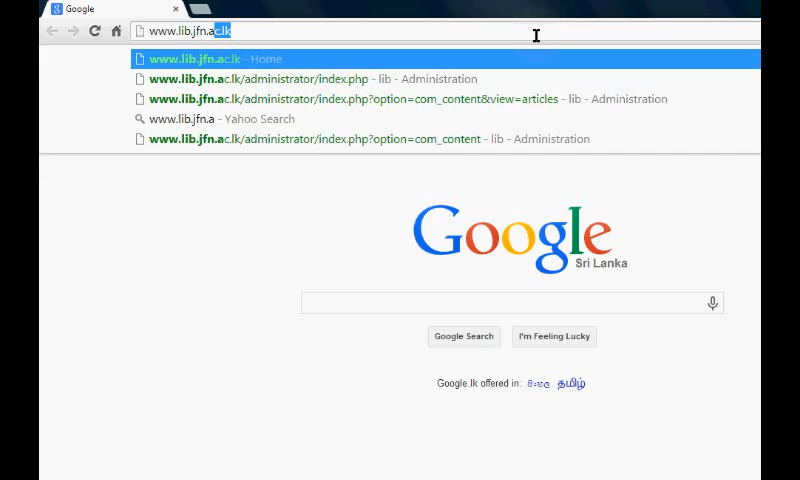 Google
www.lib.jfn.ac.lk
www.lib.jfn.ac.lk - Home
www.lib.jfn.ac.lk/administrator/index.php - lib - Administration
www.lib.jfn.ac.lk/administrator/index.php?option=com_content&view=articles - lib - Administration
www.lib.jfn.a - Yahoo Search
www.lib.jfn.ac.lk/administrator/index.php?option=com_content - lib - Administration
Google
Sri Lanka
Google Search I'm Feeling Lucky
Google.lk offered in: සිංහල தமிழ்